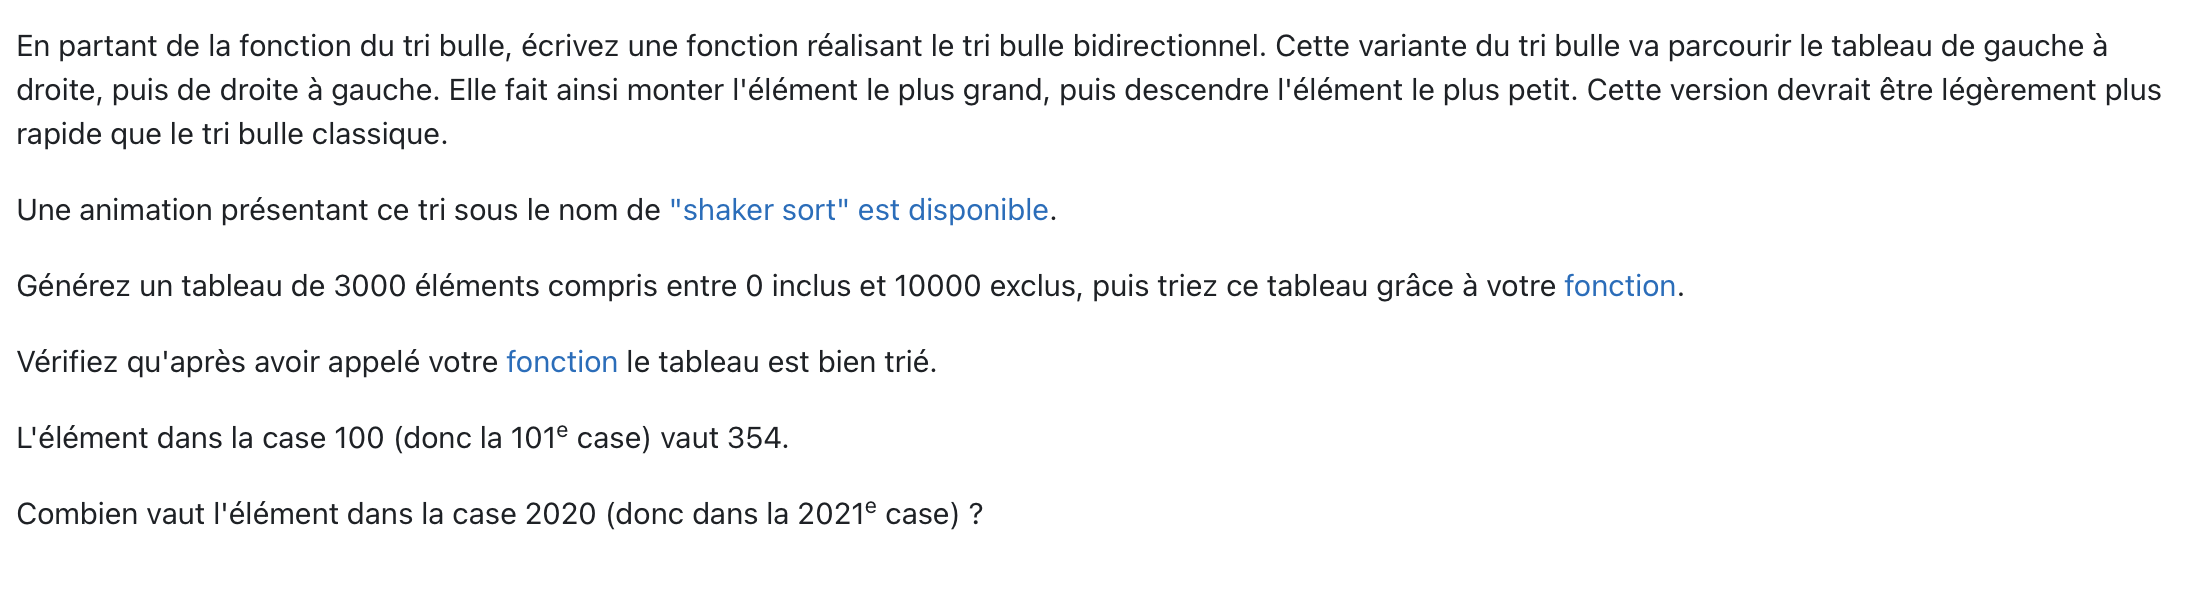 En partant de la fonction du tri bulle, écrivez une fonction réalisant le tri bulle bidirectionnel. Cette variante du tri bulle va parcourir le tableau de gauche à
droite, puis de droite à gauche. Elle fait ainsi monter l'élément le plus grand, puis descendre l'élément le plus petit. Cette version devrait être légèrement plus
rapide que le tri bulle classique.
Une animation présentant ce tri sous le nom de "shaker sort" est disponible.
Générez un tableau de 3000 éléments compris entre 0 inclus et 10000 exclus, puis triez ce tableau grâce à votre fonction.
Vérifiez qu'après avoir appelé votre fonction le tableau est bien trié.
L'élément dans la case 100 (donc la 101e case) vaut 354.
Combien vaut l'élément dans la case 2020 (donc dans la 2021e case) ?